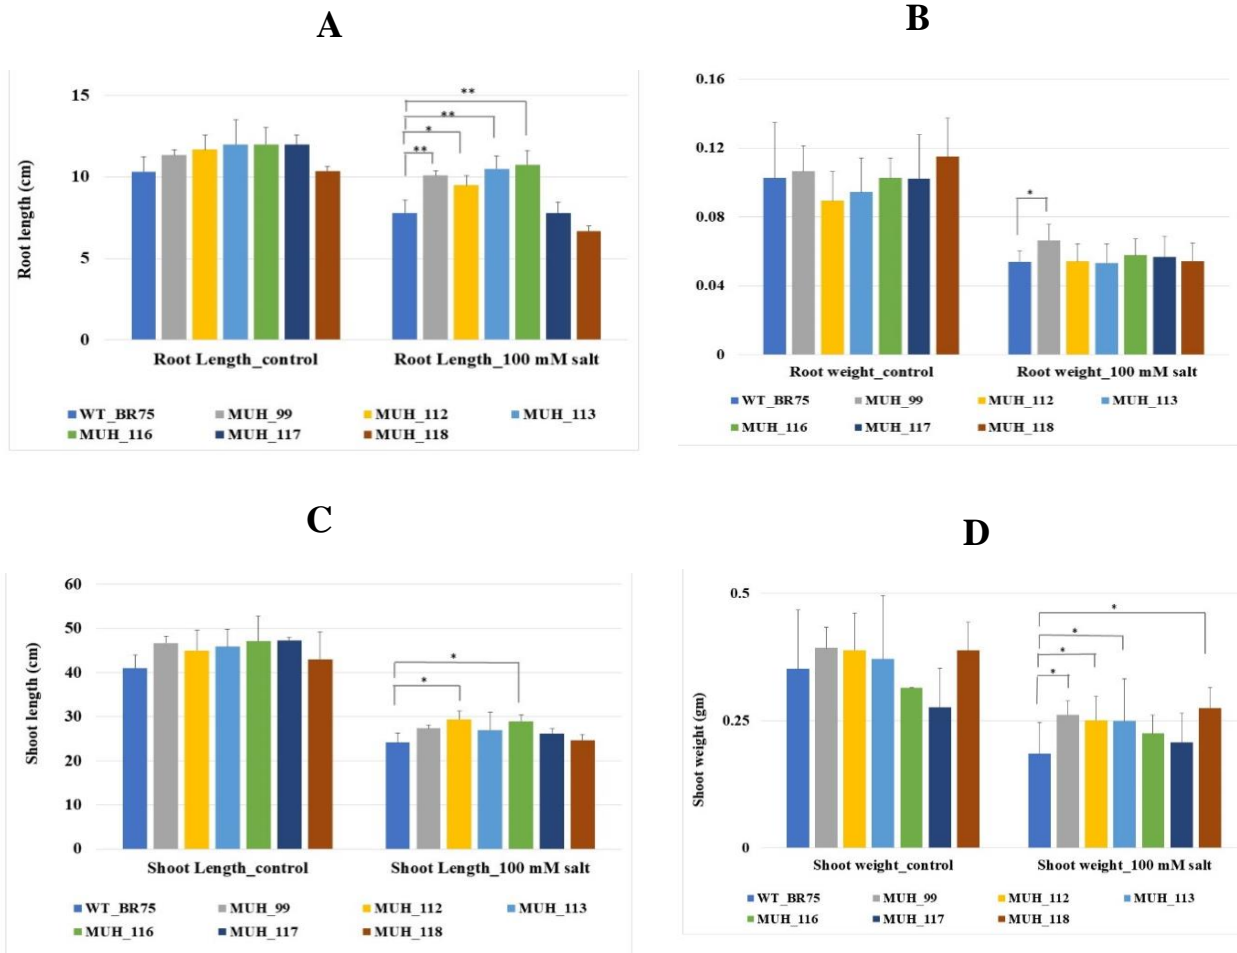 A
15
10
5
0
Root length (cm)
**
**
*
**
Root Length_control
Root Length_100 mM salt
WT_BR75
MUH_99
MUH_112
MUH_113
MUH_116
MUH_117
MUH_118
B
0.16
0.12
0.08
0.04
0
*
Root weight_control
Root weight_100 mM salt
WT_BR75
MUH_99
MUH_112
MUH_113
MUH_116
MUH_117
MUH_118
C
60
50
40
30
20
10
0
Shoot length (cm)
*
*
Shoot Length_control
Shoot Length_100 mM salt
WT_BR75
MUH_99
MUH_112
MUH_113
MUH_116
MUH_117
MUH_118
D
0.5
0.25
0
Shoot weight (gm)
*
*
*
*
Shoot weight_control
Shoot weight_100 mM salt
WT_BR75
MUH_99
MUH_112
MUH_113
MUH_116
MUH_117
MUH_118